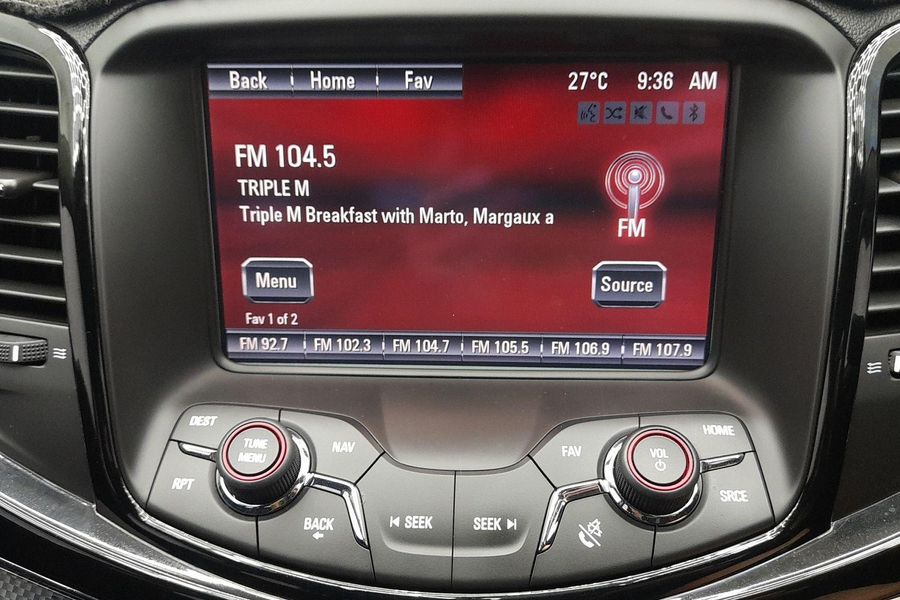 Back Home Fav 27°C 9:36 AM
FM 104.5
TRIPLE M
Triple M Breakfast with Marto, Margaux a
FM
Menu
Source
Fav 1 of 2
FM 92.7 FM 102.3 FM 104.7 FM 105.5 FM 106.9 FM 107.9
DEST
TUNE
MENU
NAV
RPT
BACK
SEEK
SEEK
FAV
VOL
HOME
SRCE